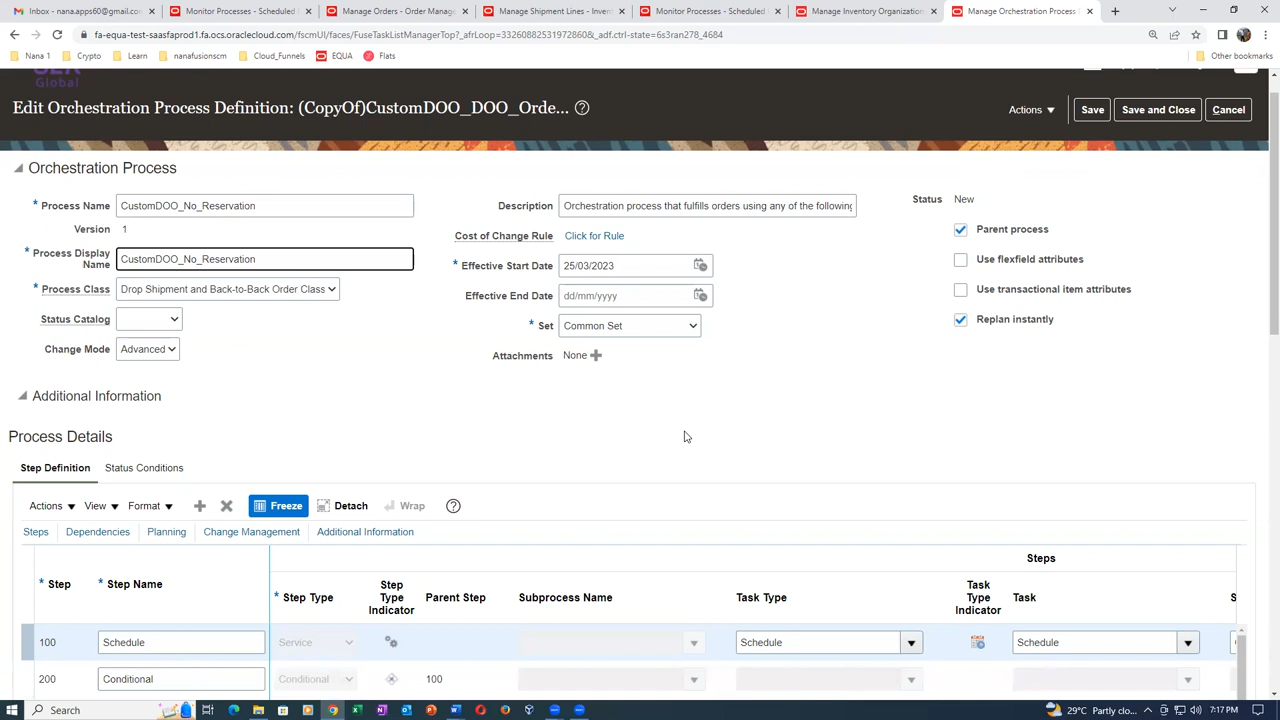 Inbox - nana.apps60@gmail.com
Monitor Processes - Scheduled P
Manage Orders - Order Manage
Manage Shipment Lines - Invent
Monitor Processes - Scheduled P
Manage Inventory Organization
Manage Orchestration Process D
fa-equa-test-saasfaprod1.fa.ocs.oraclecloud.com/fscmUI/faces/FuseTaskListManagerTop?_afrLoop=33260882531972860&_adf.ctrl-state=6s3ran278_4684
Nana 1
Crypto
Learn
nanafusionscm
Cloud_Funnels
EQUA
Flats
Other bookmarks
Global
Edit Orchestration Process Definition: (CopyOf)CustomDOO_DOO_Orde...
Actions
Save
Save and Close
Cancel
Orchestration Process
* Process Name CustomDOO_No_Reservation
Version 1
* Process Display Name CustomDOO_No_Reservation
* Process Class Drop Shipment and Back-to-Back Order Class
Status Catalog
Change Mode Advanced
Description Orchestration process that fulfills orders using any of the following
Cost of Change Rule Click for Rule
* Effective Start Date 25/03/2023
Effective End Date dd/mm/yyyy
* Set Common Set
Attachments None
Status New
Parent process
Use flexfield attributes
Use transactional item attributes
Replan instantly
Additional Information
Process Details
Step Definition Status Conditions
Actions View Format Freeze Detach Wrap
Steps Dependencies Planning Change Management Additional Information
Steps
* Step * Step Name * Step Type Step Type Indicator Parent Step Subprocess Name Task Type Task Type Indicator Task
100 Schedule Service Schedule Schedule
200 Conditional Conditional 100
Search
29°C Partly clo...
7:17 PM